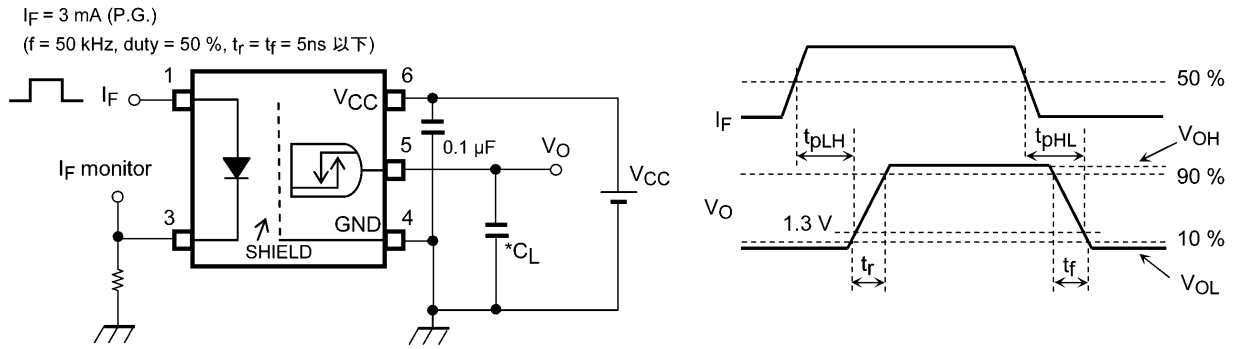 IF = 3 mA (P.G.)
(f = 50 kHz, duty = 50 %, tr = tf = 5ns 以下)
1
6
IF
VCC
IF monitor
5
0.1 µF
VO
VCC
3
GND
4
SHIELD
*CL
50 %
IF
tpLH
tpHL
VOH
90 %
VO
1.3 V
10 %
tr
tf
VOL